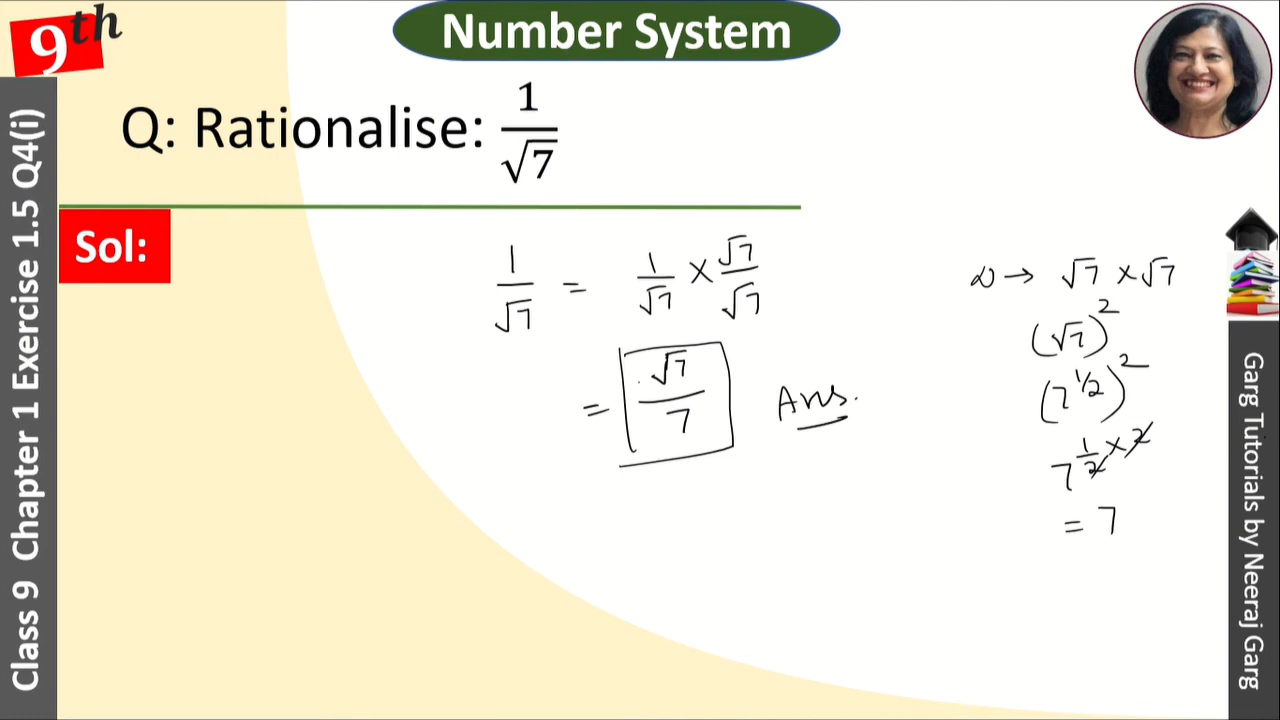 9th
Number System
Q: Rationalise: 1/√7
Class 9 Chapter 1 Exercise 1.5 Q4(i)
Sol:
1/√7 = 1/√7 × √7/√7
= √7/7 Ans.
→ √7 × √7
(√7)²
(7^1/2)²
7^(1/2 × 2)
= 7
Garg Tutorials by Neeraj Garg